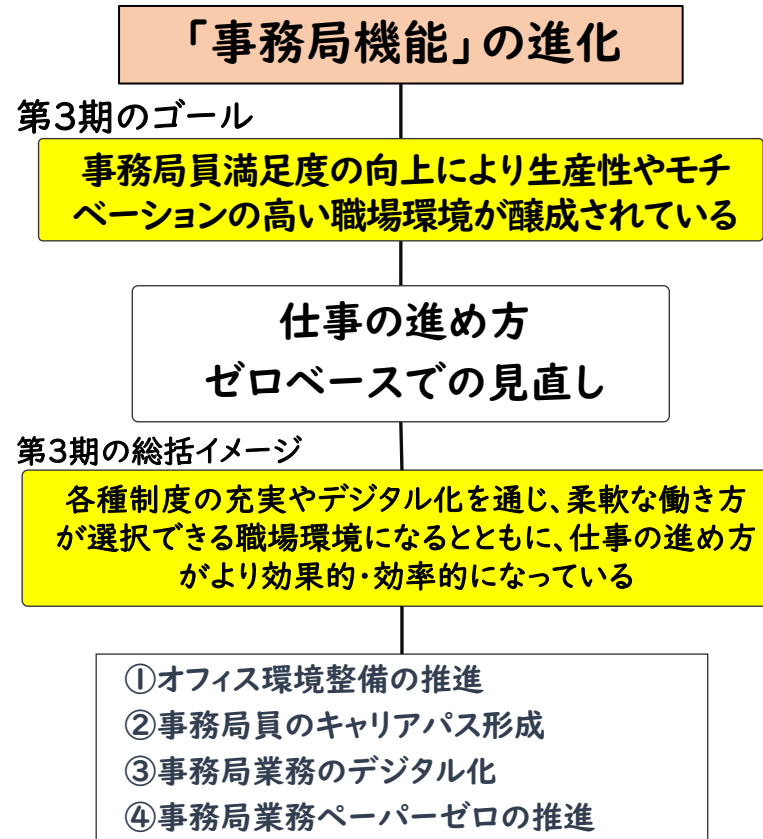 「事務局機能」の進化
第3期のゴール
事務局員満足度の向上により生産性やモチ
ベーションの高い職場環境が醸成されている
仕事の進め方
ゼロベースでの見直し
第3期の総括イメージ
各種制度の充実やデジタル化を通じ、柔軟な働き方
が選択できる職場環境になるとともに、仕事の進め方
がより効果的・効率的になっている
①オフィス環境整備の推進
②事務局員のキャリアパス形成
③事務局業務のデジタル化
④事務局業務ペーパーゼロの推進